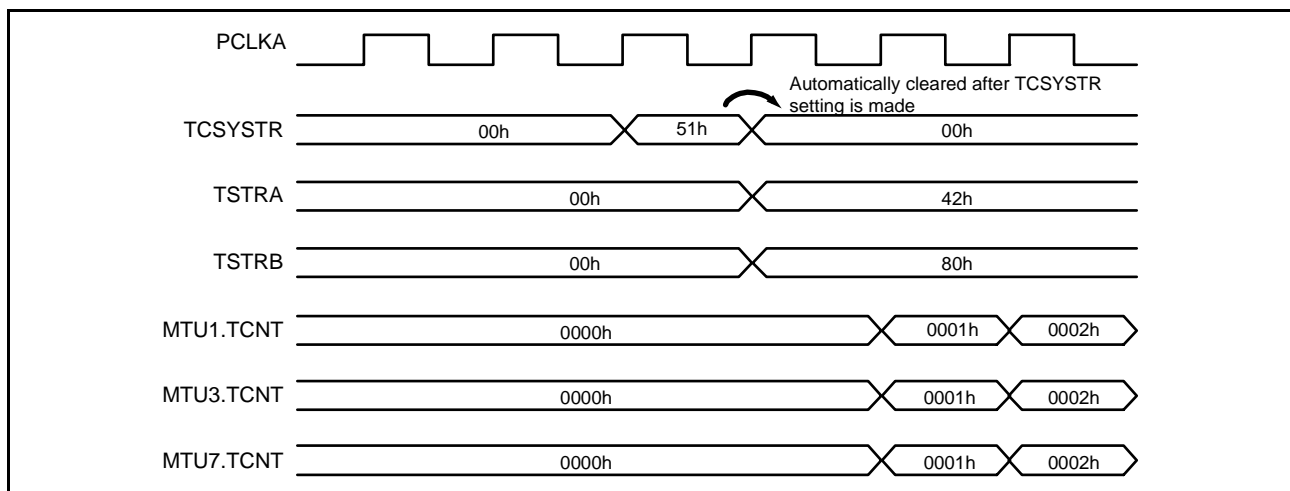 PCLKA
Automatically cleared after TCSYSTR
setting is made
TCSYSTR 00h 51h 00h
TSTRA 00h 42h
TSTRB 00h 80h
MTU1.TCNT 0000h 0001h 0002h
MTU3.TCNT 0000h 0001h 0002h
MTU7.TCNT 0000h 0001h 0002h